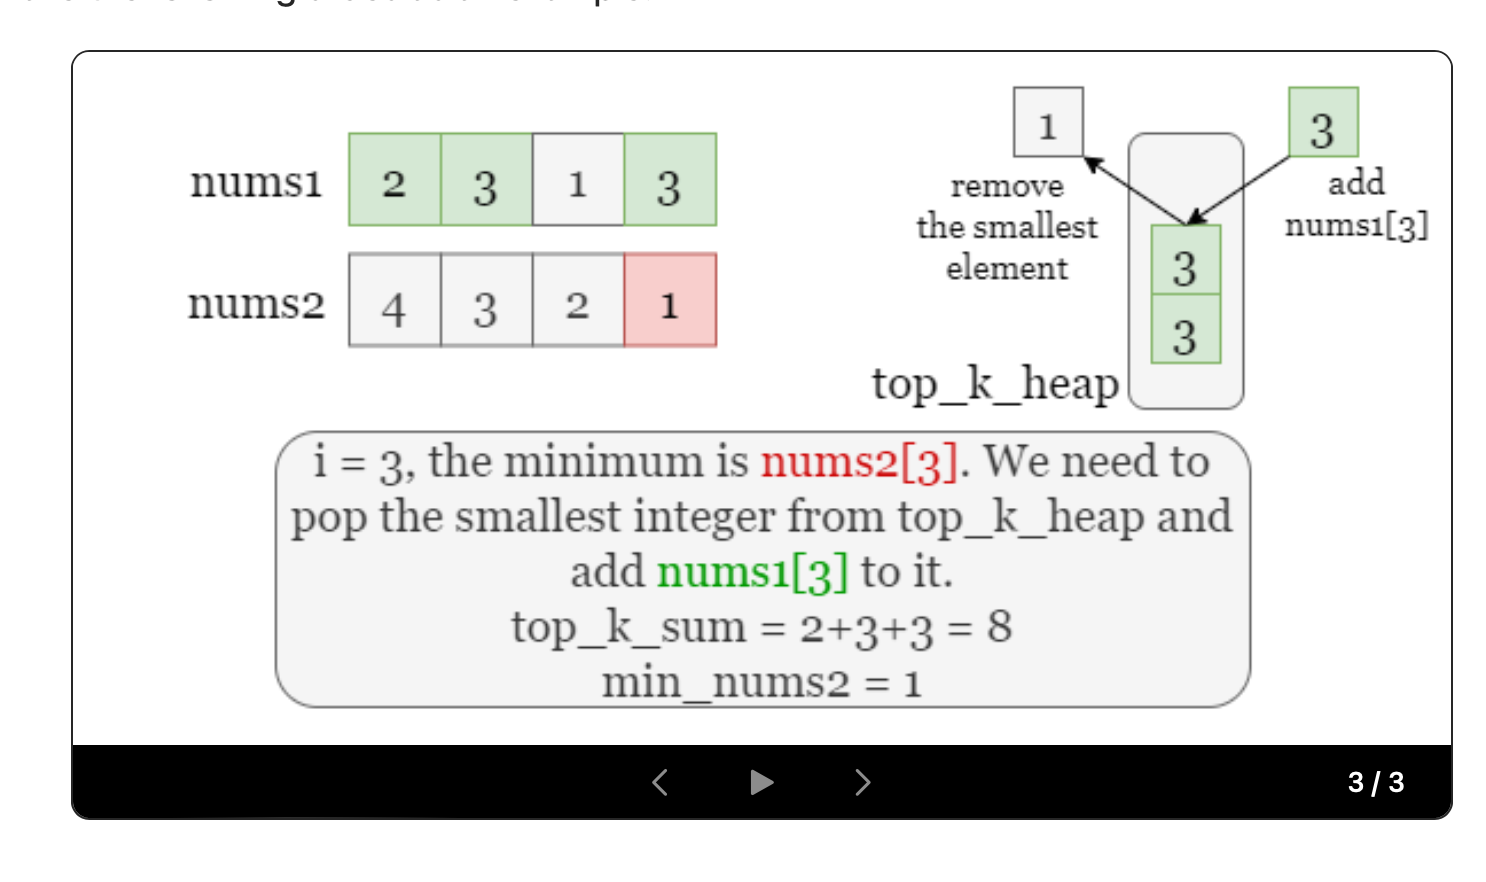 nums1 2 3 1 3
nums2 4 3 2 1
1
remove
the smallest
element
3
add
nums1[3]
3
3
top_k_heap
i = 3, the minimum is nums2[3]. We need to
pop the smallest integer from top_k_heap and
add nums1[3] to it.
top_k_sum = 2+3+3 = 8
min_nums2 = 1
3 / 3